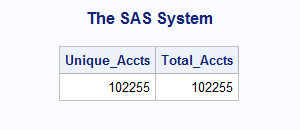 The SAS System
Unique_Accts Total_Accts
102255 102255